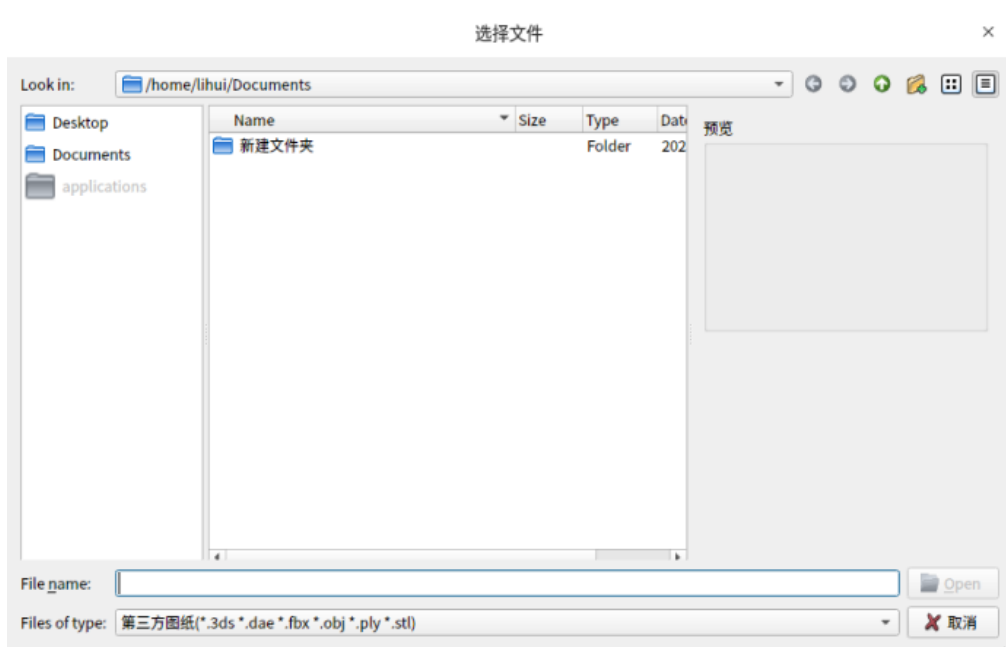 选择文件
Look in: /home/lihui/Documents
Desktop
Documents
applications
Name Size Type Date
新建文件夹 Folder 202
预览
File name: Open
Files of type: 第三方图纸(*.3ds *.dae *.fbx *.obj *.ply *.stl) 取消